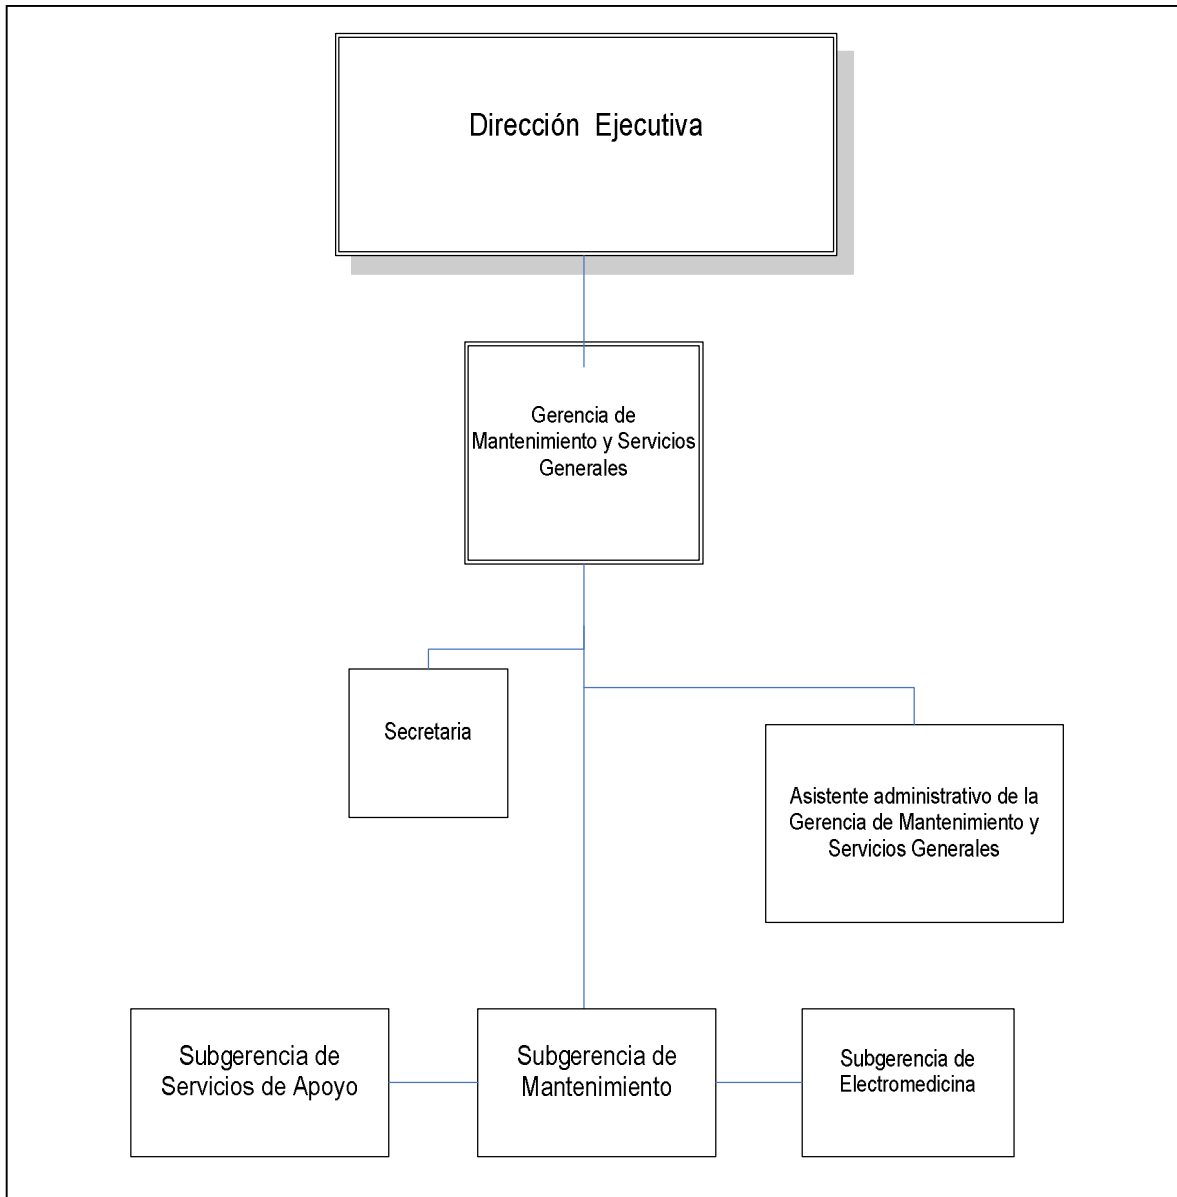 Dirección Ejecutiva
Gerencia de
Mantenimiento y Servicios
Generales
Secretaria
Asistente administrativo de la
Gerencia de Mantenimiento y
Servicios Generales
Subgerencia de
Servicios de Apoyo
Subgerencia de
Mantenimiento
Subgerencia de
Electromedicina